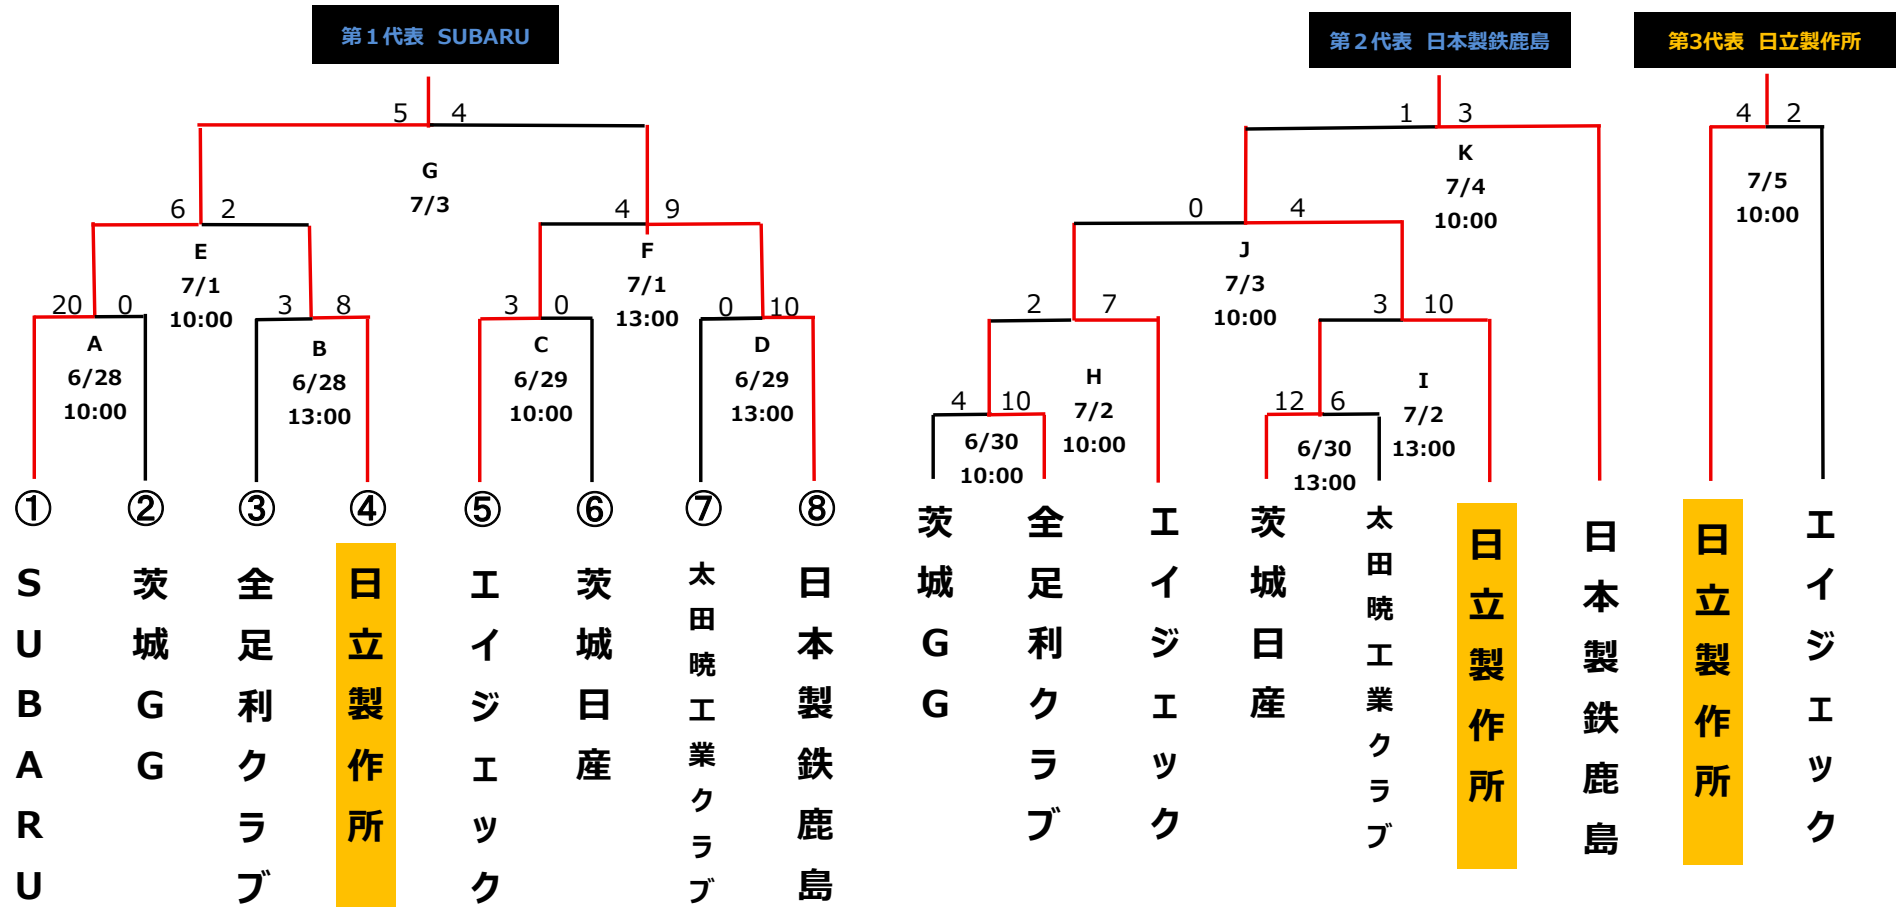 第１代表 SUBARU
第２代表 日本製鉄鹿島
第3代表 日立製作所
5 4
G
7/3
6 2
E
7/1
10:00
4 9
F
7/1
13:00
20 0
A
6/28
10:00
3 8
B
6/28
13:00
3 0
C
6/29
10:00
0 10
D
6/29
13:00
1 3
K
7/4
10:00
0 4
J
7/3
10:00
2 7
H
7/2
10:00
3 10
I
7/2
13:00
4 10
6/30
10:00
12 6
6/30
13:00
4 2
7/5
10:00
①
SUBARU
②
茨城GG
③
全足利クラブ
④
日立製作所
⑤
エイジェック
⑥
茨城日産
⑦
太田暁工業クラブ
⑧
日本製鉄鹿島
茨城GG
全足利クラブ
エイジェック
茨城日産
太田暁工業クラブ
日立製作所
日本製鉄鹿島
日立製作所
エイジェック